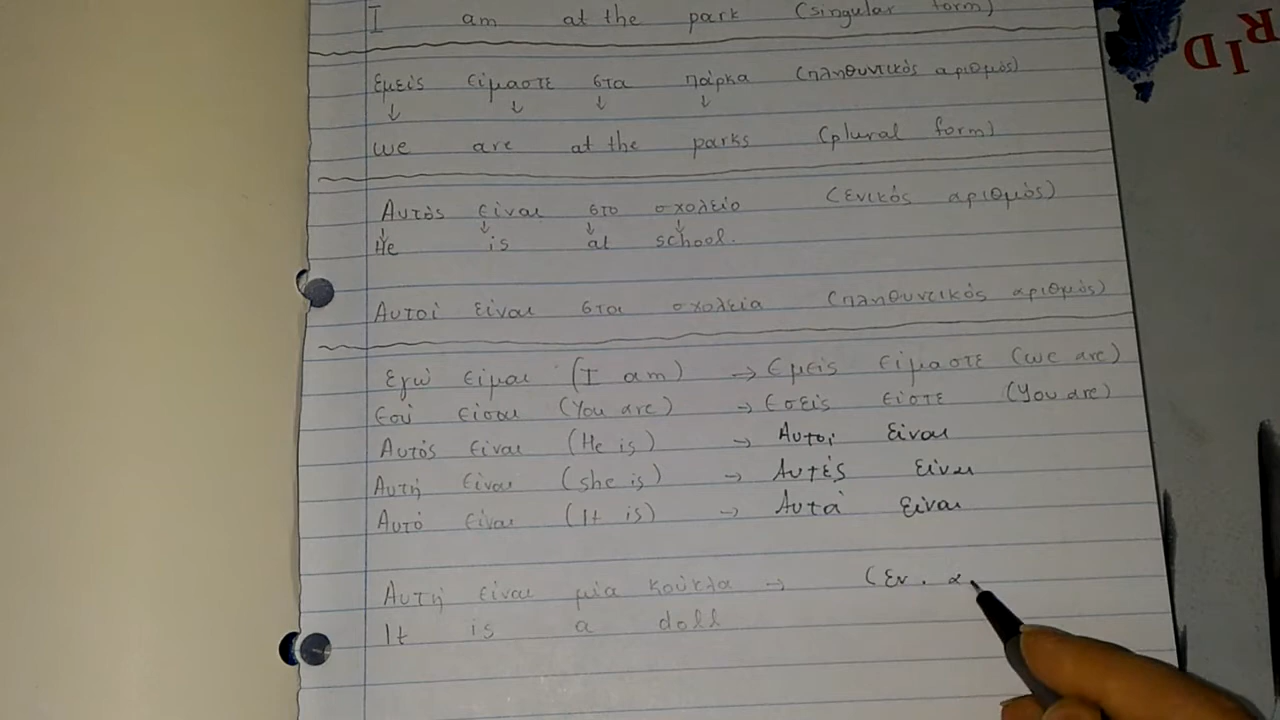 I am at the park (singular form)
Εμείς είμαστε στα πάρκα (πληθυντικός αριθμός)
we are at the parks (plural form)
Αυτός είναι στο σχολείο (ενικός αριθμός)
He is at school.
Αυτοί είναι στα σχολεία (πληθυντικός αριθμός)
Εγώ είμαι (I am) → Εμείς είμαστε (we are)
Εσύ είσαι (You are) → Εσείς είστε (You are)
Αυτός είναι (He is) → Αυτοί είναι
Αυτή είναι (she is) → Αυτές είναι
Αυτό είναι (It is) → Αυτά είναι
Αυτή είναι μία κούκλα → (Εν. α
It is a doll
RID